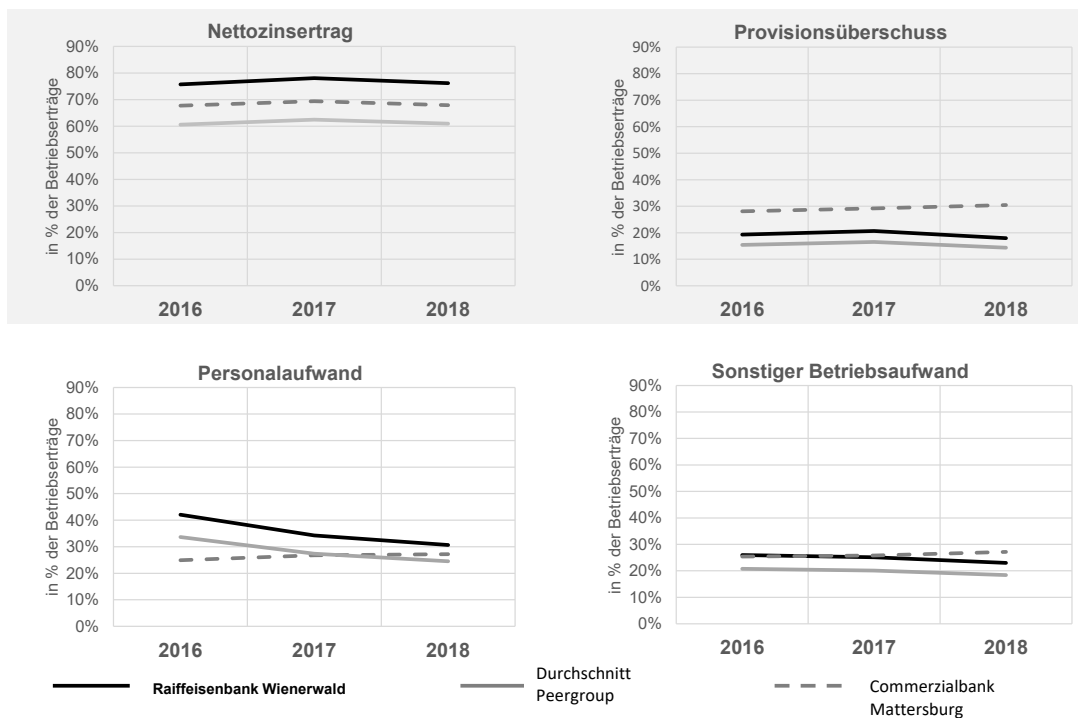 Nettozinsertrag
in % der Betriebserträge
90%
80%
70%
60%
50%
40%
30%
20%
10%
0%
2016 2017 2018
Provisionsüberschuss
in % der Betriebserträge
90%
80%
70%
60%
50%
40%
30%
20%
10%
0%
2016 2017 2018
Personalaufwand
in % der Betriebserträge
90%
80%
70%
60%
50%
40%
30%
20%
10%
0%
2016 2017 2018
Sonstiger Betriebsaufwand
in % der Betriebserträge
90%
80%
70%
60%
50%
40%
30%
20%
10%
0%
2016 2017 2018
Raiffeisenbank Wienerwald
Durchschnitt
Peergroup
Commerzialbank
Mattersburg